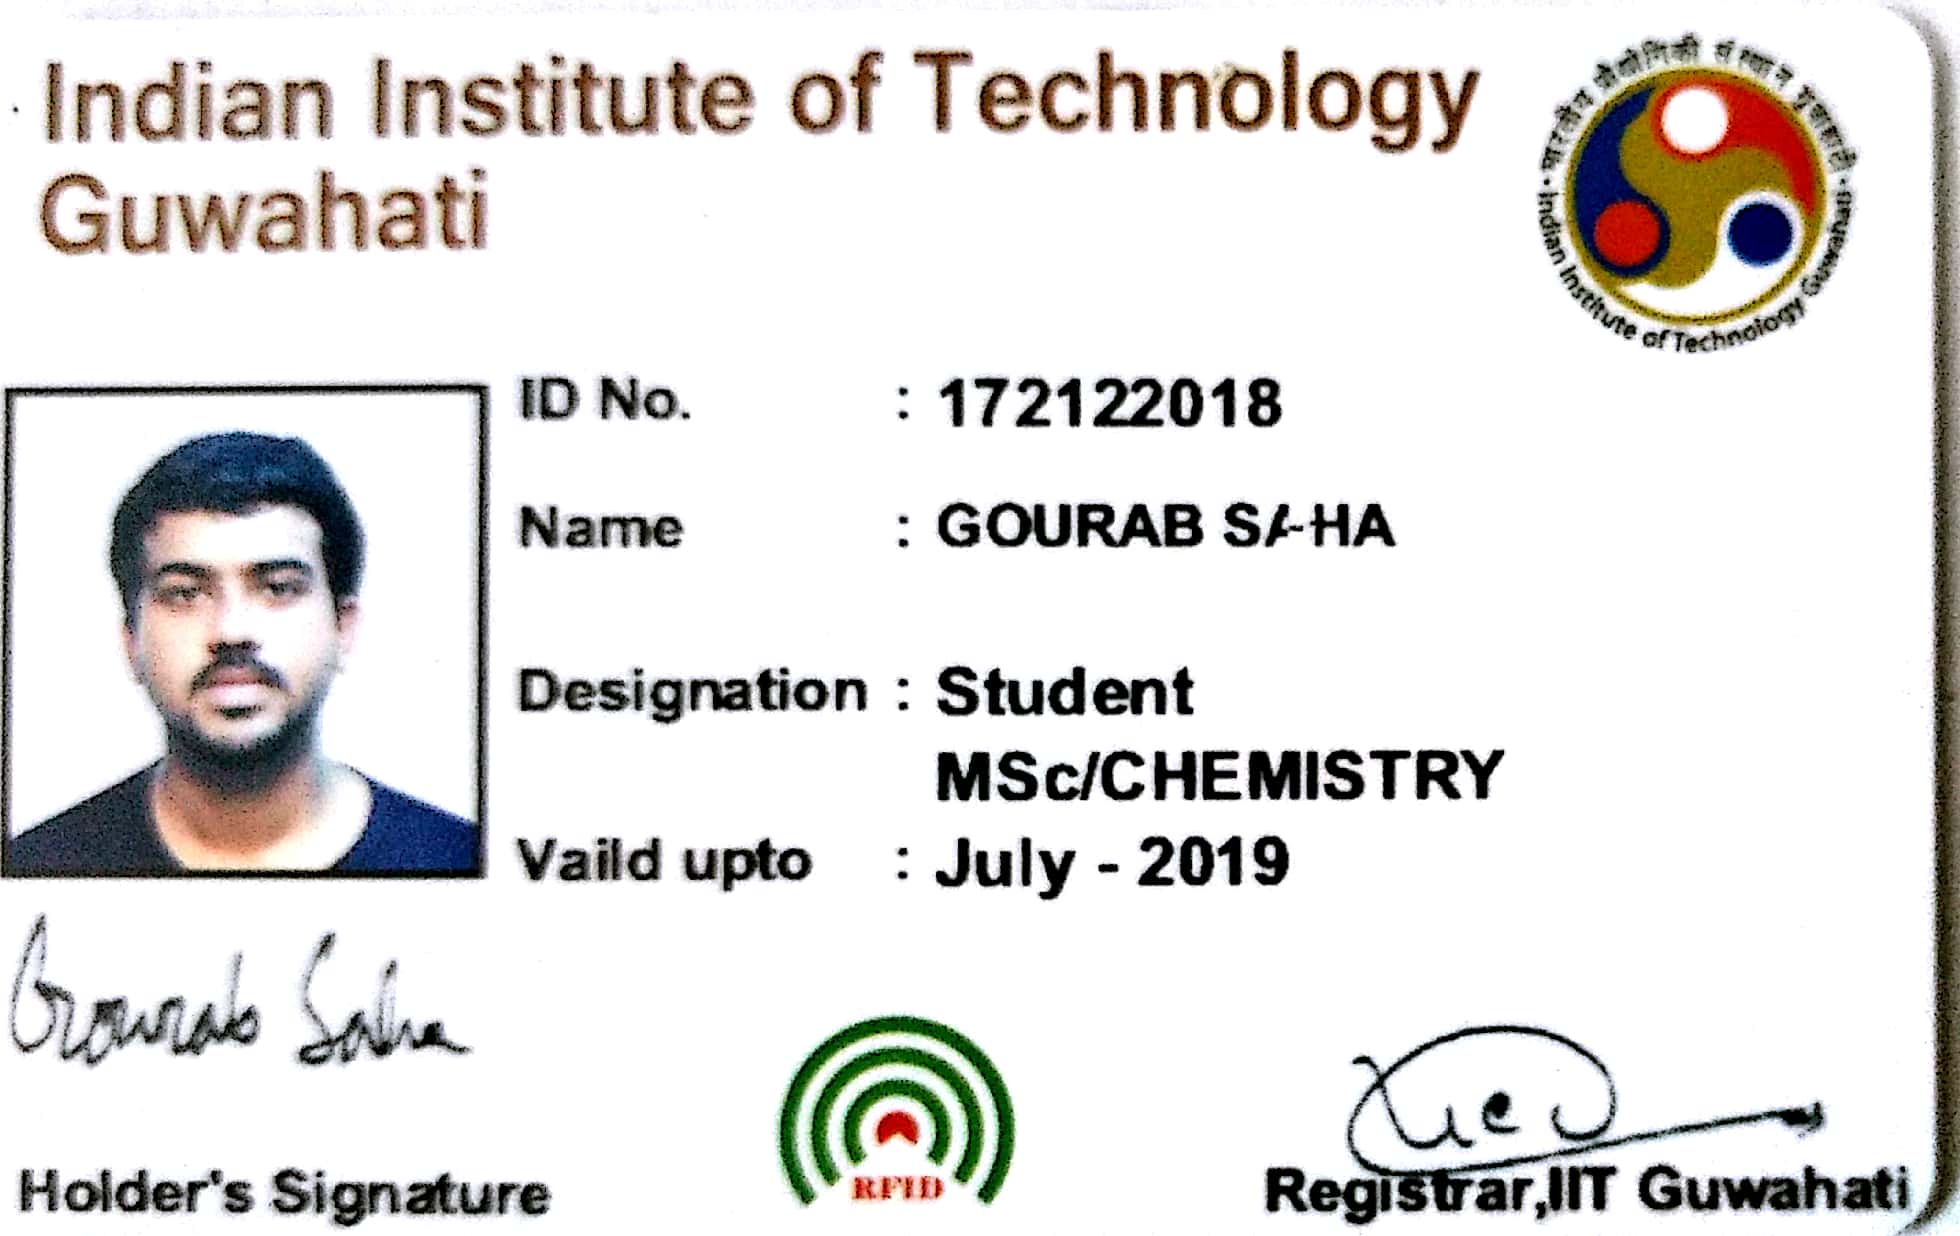 Indian Institute of Technology
Guwahati
भारतीय प्रौद्योगिकी संस्थान गुवाहाटी
Indian Institute of Technology Guwahati
ID No. : 172122018
Name : GOURAB SAHA
Designation : Student
MSc/CHEMISTRY
Vaild upto : July - 2019
Gourab Saha
Holder's Signature
RFID
Registrar,IIT Guwahati